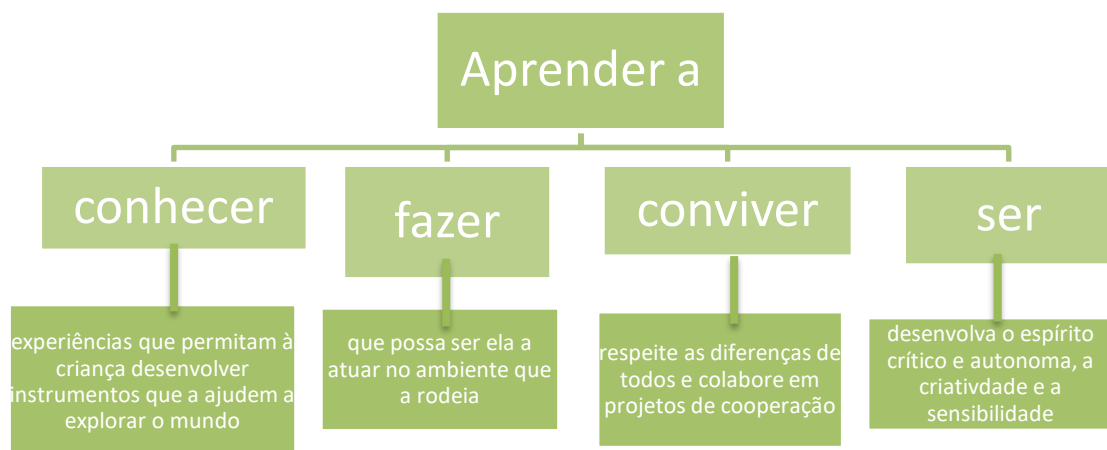 Aprender a
conhecer
fazer
conviver
ser
experiências que permitam à
criança desenvolver
instrumentos que a ajudem a
explorar o mundo
que possa ser ela a
atuar no ambiente que
a rodeia
respeite as diferenças de
todos e colabore em
projetos de cooperação
desenvolva o espírito
crítico e autonoma, a
criativdade e a
sensibilidade